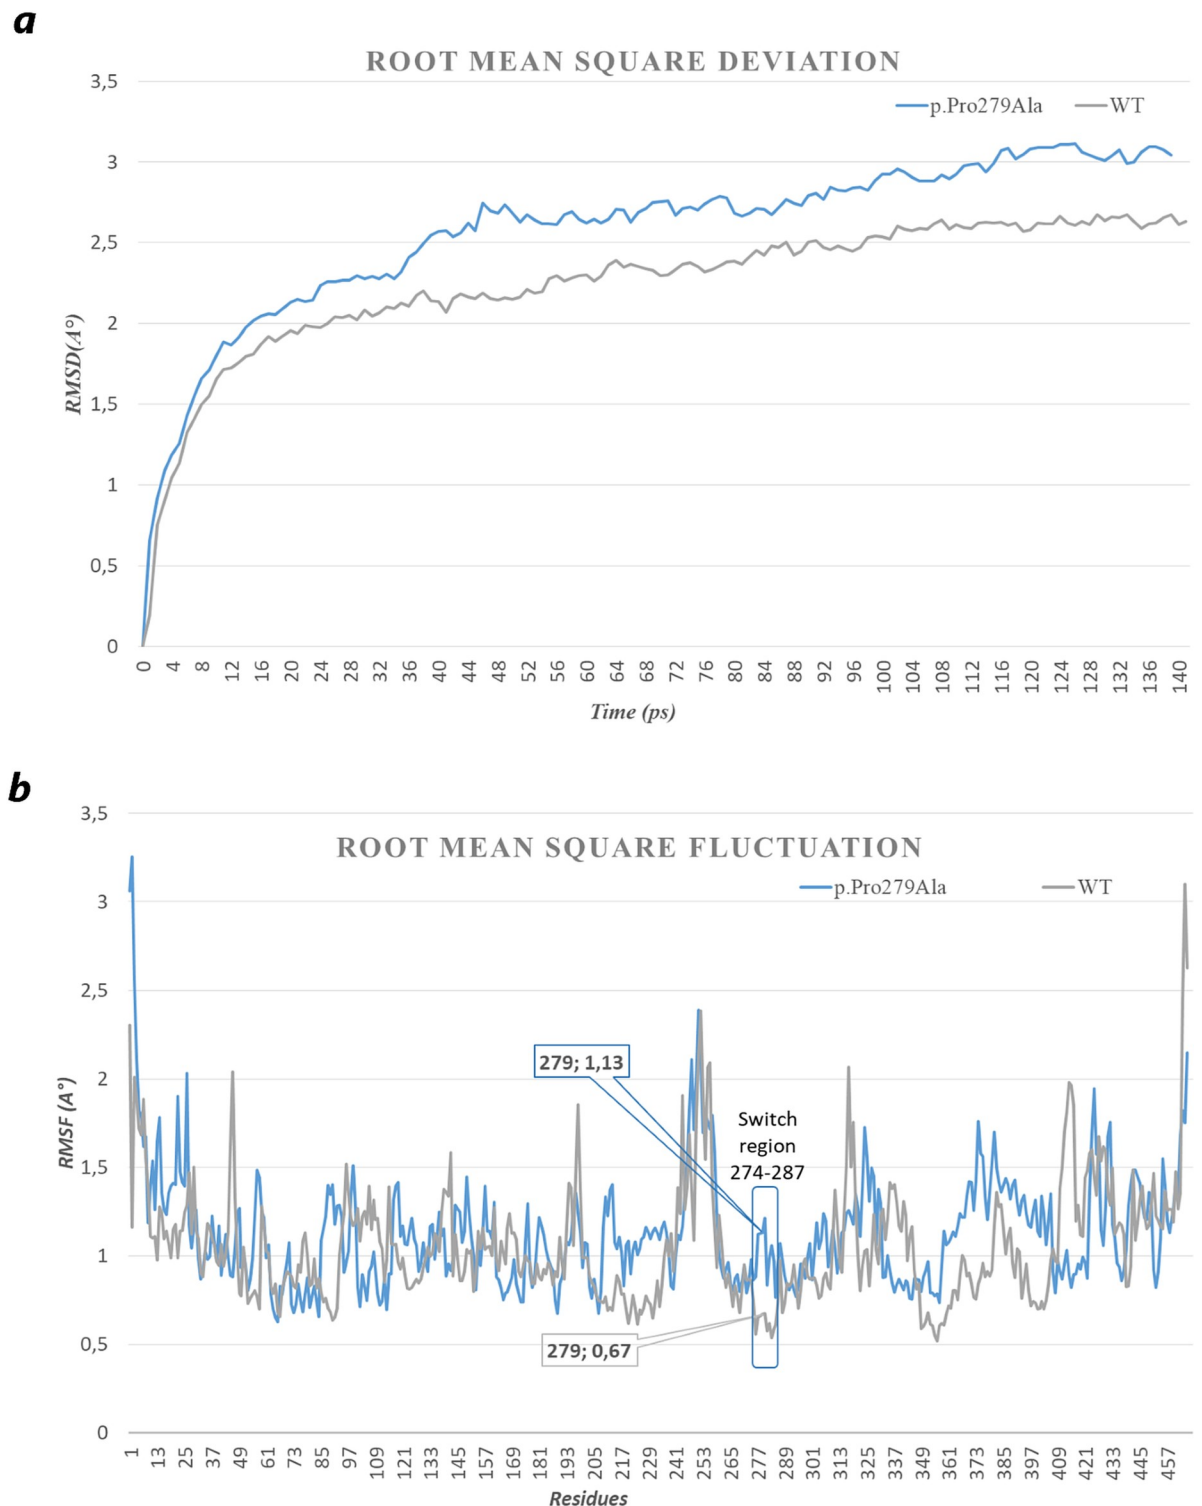 a
ROOT MEAN SQUARE DEVIATION
p.Pro279Ala WT
3,5
3
2,5
2
1,5
1
0,5
0
RMSD(A°)
0 4 8 12 16 20 24 28 32 36 40 44 48 52 56 60 64 68 72 76 80 84 88 92 96 100 104 108 112 116 120 124 128 132 136 140
Time (ps)
b
ROOT MEAN SQUARE FLUCTUATION
p.Pro279Ala WT
3,5
3
2,5
2
1,5
1
0,5
0
RMSF (A°)
279; 1,13
Switch
region
274-287
279; 0,67
1 13 25 37 49 61 73 85 97 109 121 133 145 157 169 181 193 205 217 229 241 253 265 277 289 301 313 325 337 349 361 373 385 397 409 421 433 445 457
Residues